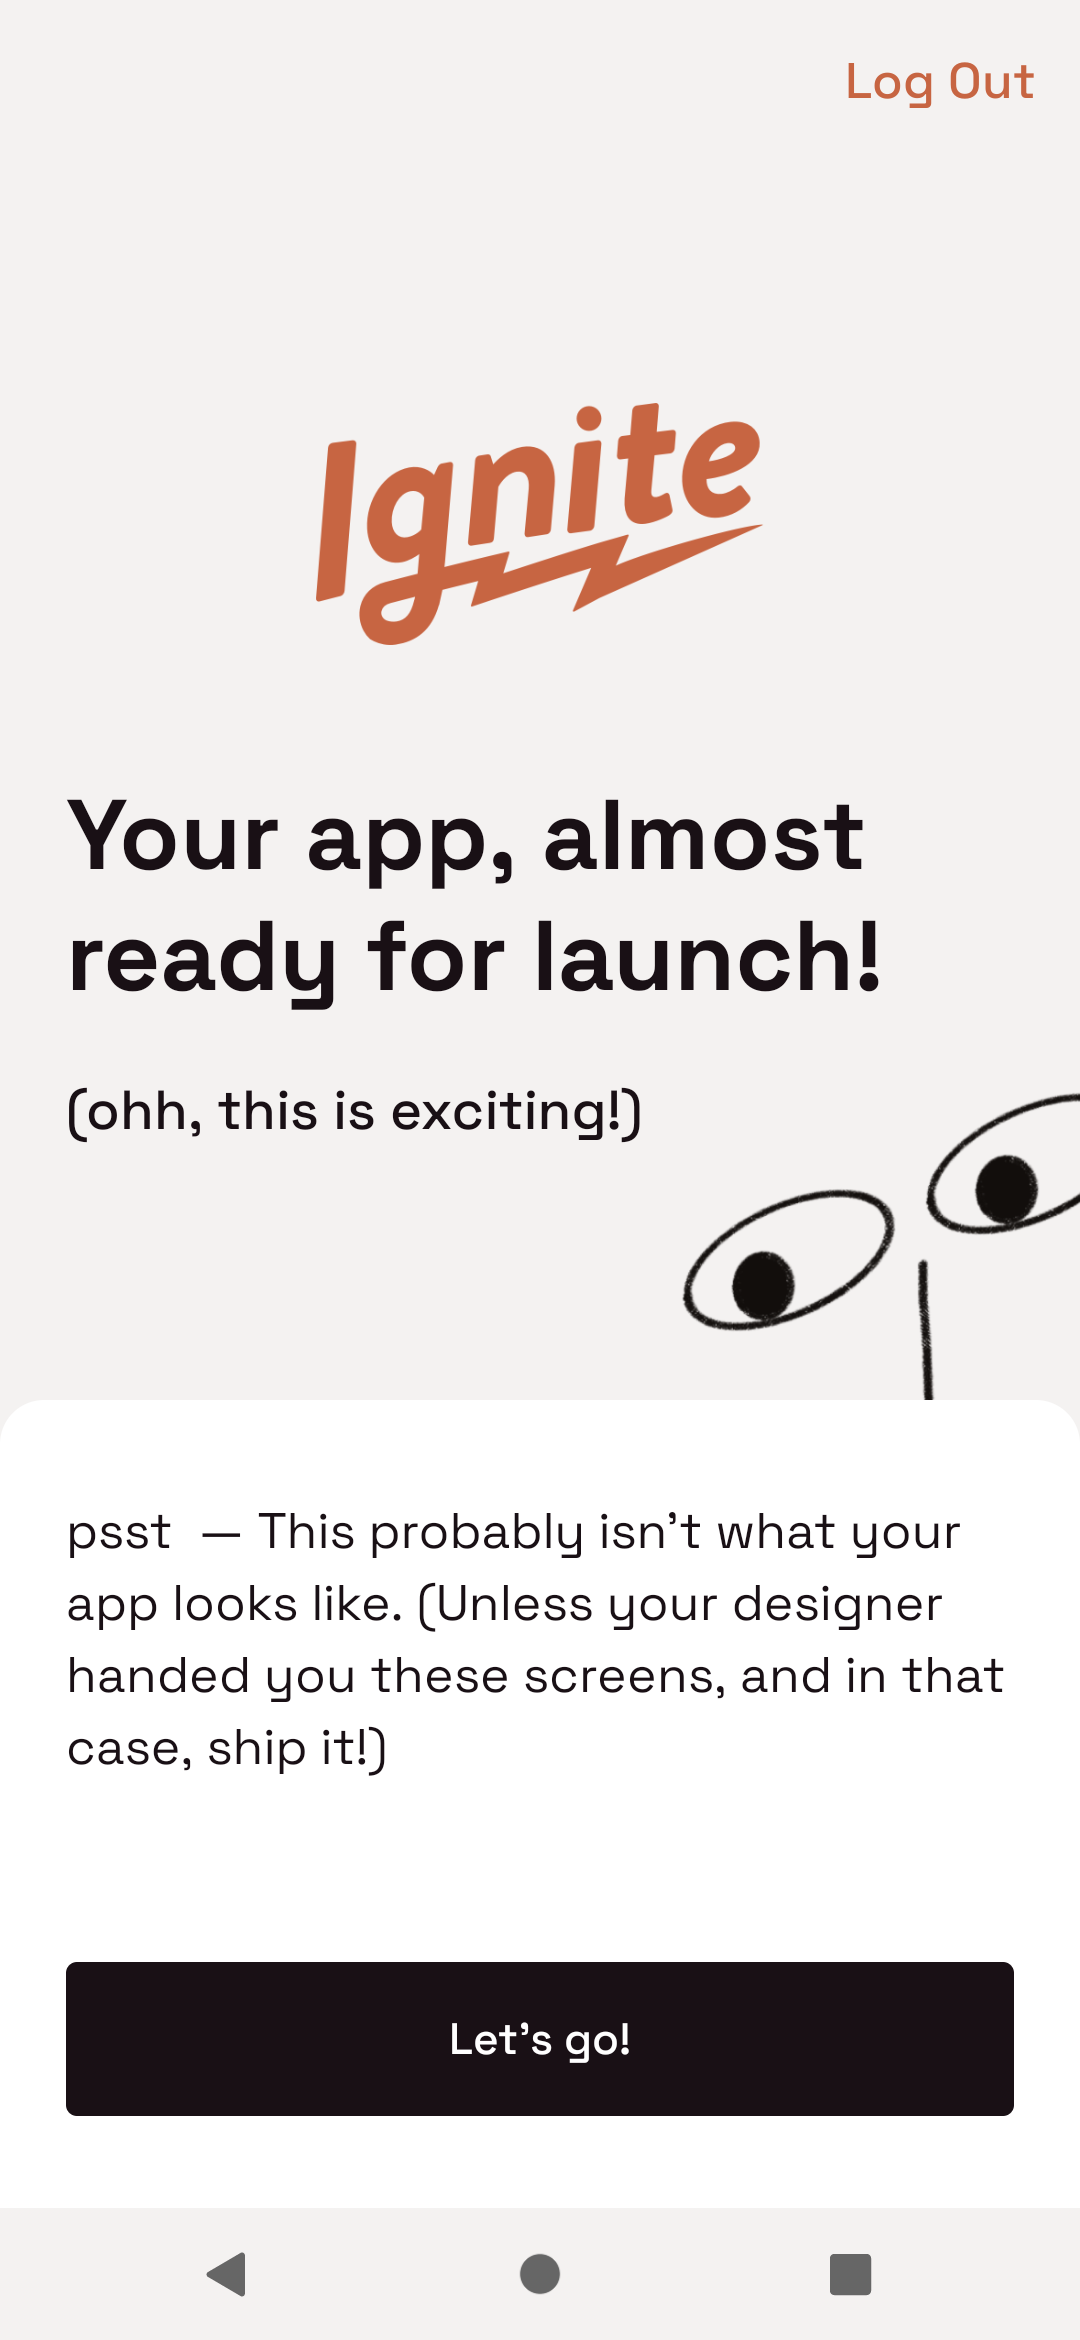 Log Out
Ignite
Your app, almost
ready for launch!
(ohh, this is exciting!)
psst  — This probably isn’t what your
app looks like. (Unless your designer
handed you these screens, and in that
case, ship it!)
Let’s go!